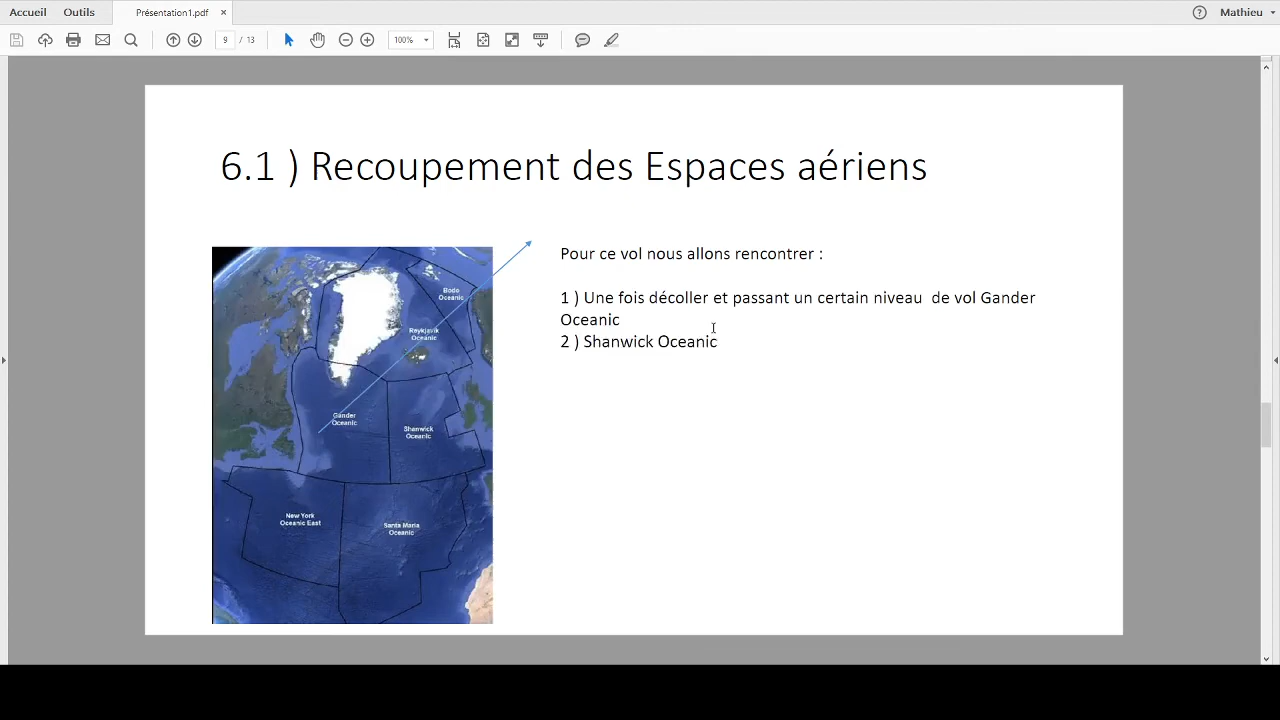 Accueil Outils Présentation1.pdf × Mathieu
9 / 13 100%
6.1 ) Recoupement des Espaces aériens
Pour ce vol nous allons rencontrer :
1 ) Une fois décoller et passant un certain niveau de vol Gander
Oceanic
2 ) Shanwick Oceanic
Bodo
Oceanic
Reykjavik
Oceanic
Gander
Oceanic
Shanwick
Oceanic
New York
Oceanic East
Santa Maria
Oceanic